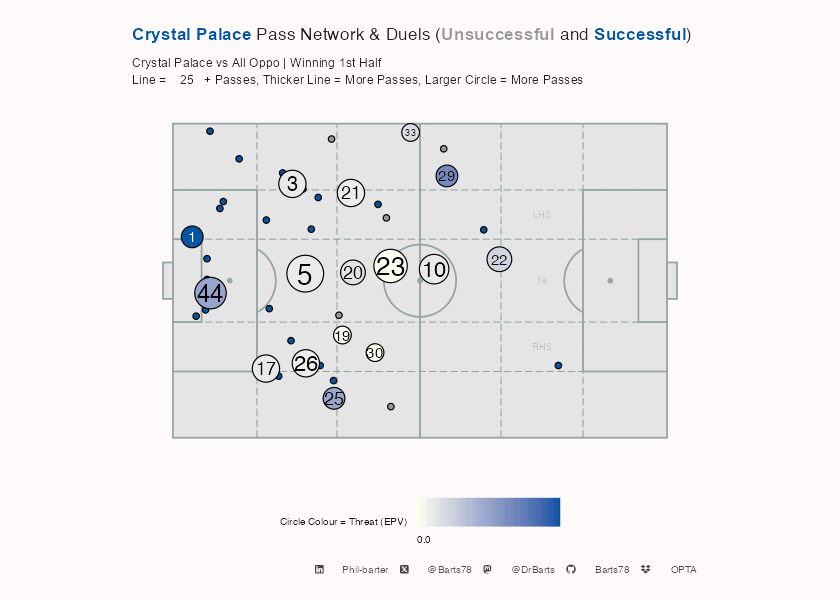 Crystal Palace Pass Network & Duels (Unsuccessful and Successful)
Crystal Palace vs All Oppo | Winning 1st Half
Line = 25 + Passes, Thicker Line = More Passes, Larger Circle = More Passes
33
29
3
21
LHS
1
22
5
20
23
10
14
44
19
RHS
30
26
17
25
Circle Colour = Threat (EPV)
0.0
Phil-barter @Barts78 @DrBarts Barts78 OPTA